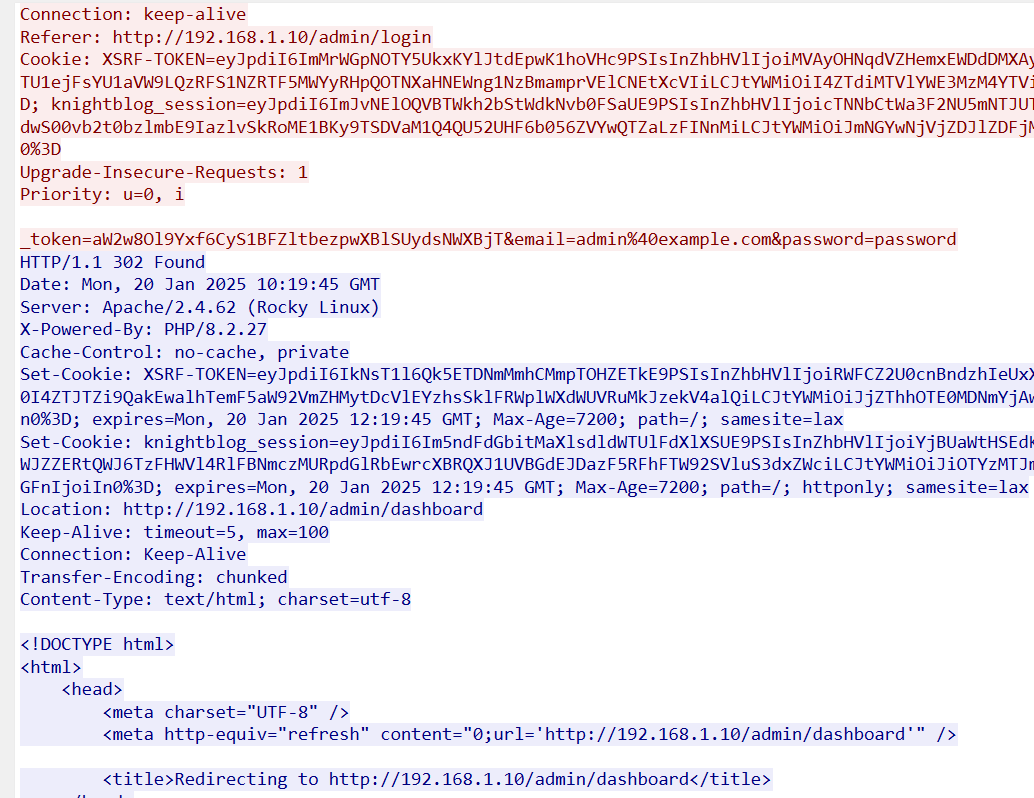 Connection: keep-alive
Referer: http://192.168.1.10/admin/login
Cookie: XSRF-TOKEN=eyJpdiI6ImMrWGpNOTY5UkxKYlJtdEpwK1hoVHc9PSIsInZhbHVlIjoiMVAyOHNqdVZHemxEWDdDMXAy
TU1ejFsYU1aVW9LQzRFS1NZRTF5MWYyRHpQOTNXaHNEWng1NzBmamprVElCNEtXcVIiLCJtYWMiOiI4ZTdiMTVlYWE3MzM4YTVi
D; knightblog_session=eyJpdiI6ImJvNElOQVBTWkh2bStWdkNvb0FSaUE9PSIsInZhbHVlIjoicTNNbCtWa3F2NU5mNTJUT
dwS00vb2t0bzlmbE9IazlvSkRoME1BKy9TSDVaM1Q4QU52UHF6b056ZVYwQTZaLzFINnMiLCJtYWMiOiJmNGYwNjVjZDJlZDFjM
0%3D
Upgrade-Insecure-Requests: 1
Priority: u=0, i
_token=aW2w8Ol9Yxf6CyS1BFZltbezpwXBlSUydsNWXBjT&email=admin%40example.com&password=password
HTTP/1.1 302 Found
Date: Mon, 20 Jan 2025 10:19:45 GMT
Server: Apache/2.4.62 (Rocky Linux)
X-Powered-By: PHP/8.2.27
Cache-Control: no-cache, private
Set-Cookie: XSRF-TOKEN=eyJpdiI6IkNsT1l6Qk5ETDNmMmhCMmpTOHZETkE9PSIsInZhbHVlIjoiRWFCZ2U0cnBndzhIeUxX
0I4ZTJTZi9QakEwalhTemF5aW92VmZHMytDcVlEYzhsSklFRWplWXdWUVRuMkJzekV4alQiLCJtYWMiOiJjZThhOTE0MDNmYjAw
n0%3D; expires=Mon, 20 Jan 2025 12:19:45 GMT; Max-Age=7200; path=/; samesite=lax
Set-Cookie: knightblog_session=eyJpdiI6Im5ndFdGbitMaXlsdldWTUlFdXlXSUE9PSIsInZhbHVlIjoiYjBUaWtHSEdK
WJZZERtQWJ6TzFHWVl4RlFBNmczMURpdGlRbEwrcXBRQXJ1UVBGdEJDazF5RFhFTW92SVluS3dxZWciLCJtYWMiOiJiOTYzMTJm
GFnIjoiIn0%3D; expires=Mon, 20 Jan 2025 12:19:45 GMT; Max-Age=7200; path=/; httponly; samesite=lax
Location: http://192.168.1.10/admin/dashboard
Keep-Alive: timeout=5, max=100
Connection: Keep-Alive
Transfer-Encoding: chunked
Content-Type: text/html; charset=utf-8
<!DOCTYPE html>
<html>
<head>
<meta charset="UTF-8" />
<meta http-equiv="refresh" content="0;url='http://192.168.1.10/admin/dashboard'" />
<title>Redirecting to http://192.168.1.10/admin/dashboard</title>